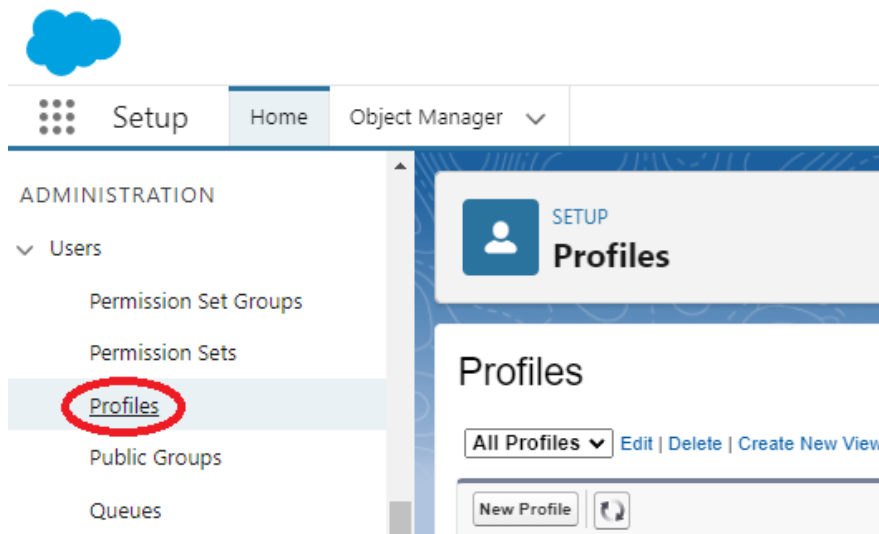 Setup
Home
Object Manager
ADMINISTRATION
Users
Permission Set Groups
Permission Sets
Profiles
Public Groups
Queues
SETUP
Profiles
Profiles
All Profiles Edit | Delete | Create New View
New Profile